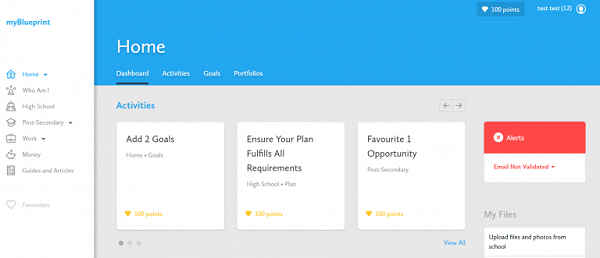 myBlueprint
100 points
test test (12)
Home
Dashboard Activities Goals Portfolios
Home
Who Am I
High School
Post-Secondary
Work
Money
Guides and Articles
Favourites
Activities
Add 2 Goals
Home • Goals
100 points
Ensure Your Plan
Fulfills All
Requirements
High School • Plan
100 points
Favourite 1
Opportunity
Post-Secondary
100 points
View All
Alerts
Email Not Validated
My Files
Upload files and photos from
school